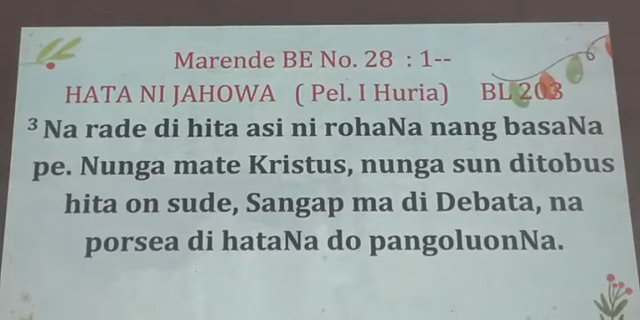 Marende BE No. 28 : 1--
HATA NI JAHOWA ( Pel. I Huria) BL 203
3 Na rade di hita asi ni rohaNa nang basaNa
pe. Nunga mate Kristus, nunga sun ditobus
hita on sude, Sangap ma di Debata, na
porsea di hataNa do pangoluonNa.